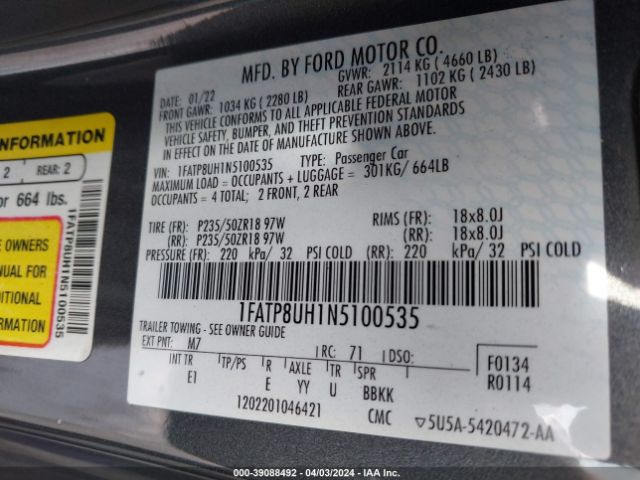 MFD. BY FORD MOTOR CO.
DATE: 01/22 GVWR: 2114 KG ( 4660 LB)
FRONT GAWR: 1034 KG ( 2280 LB) REAR GAWR: 1102 KG ( 2430 LB)
THIS VEHICLE CONFORMS TO ALL APPLICABLE FEDERAL MOTOR
VEHICLE SAFETY, BUMPER, AND THEFT PREVENTION STANDARDS
IN EFFECT ON THE DATE OF MANUFACTURE SHOWN ABOVE.
VIN: 1FATP8UH1N5100535 TYPE: Passenger Car
MAXIMUM LOAD = OCCUPANTS + LUGGAGE = 301KG/ 664LB
OCCUPANTS = 4 TOTAL; 2 FRONT, 2 REAR
TIRE (FR): P235/50ZR18 97W RIMS (FR): 18x8.0J
(RR): P235/50ZR18 97W (RR): 18x8.0J
PRESSURE (FR): 220 kPa/ 32 PSI COLD (RR): 220 kPa/ 32 PSI COLD
1FATP8UH1N5100535
TRAILER TOWING - SEE OWNER GUIDE
EXT PNT: M7 RC: 71 DSO: F0134
INT TR TP/PS R AXLE TR SPR R0114
E1 E YY U BBKK
1202201046421 CMC 5U5A-5420472-AA
INFORMATION
2 REAR: 2
or 664 lbs.
E OWNERS
NUAL FOR
DITIONAL
FORMATION
1FATP8UH1N5100535
000-39088492 - 04/03/2024 - IAA Inc.